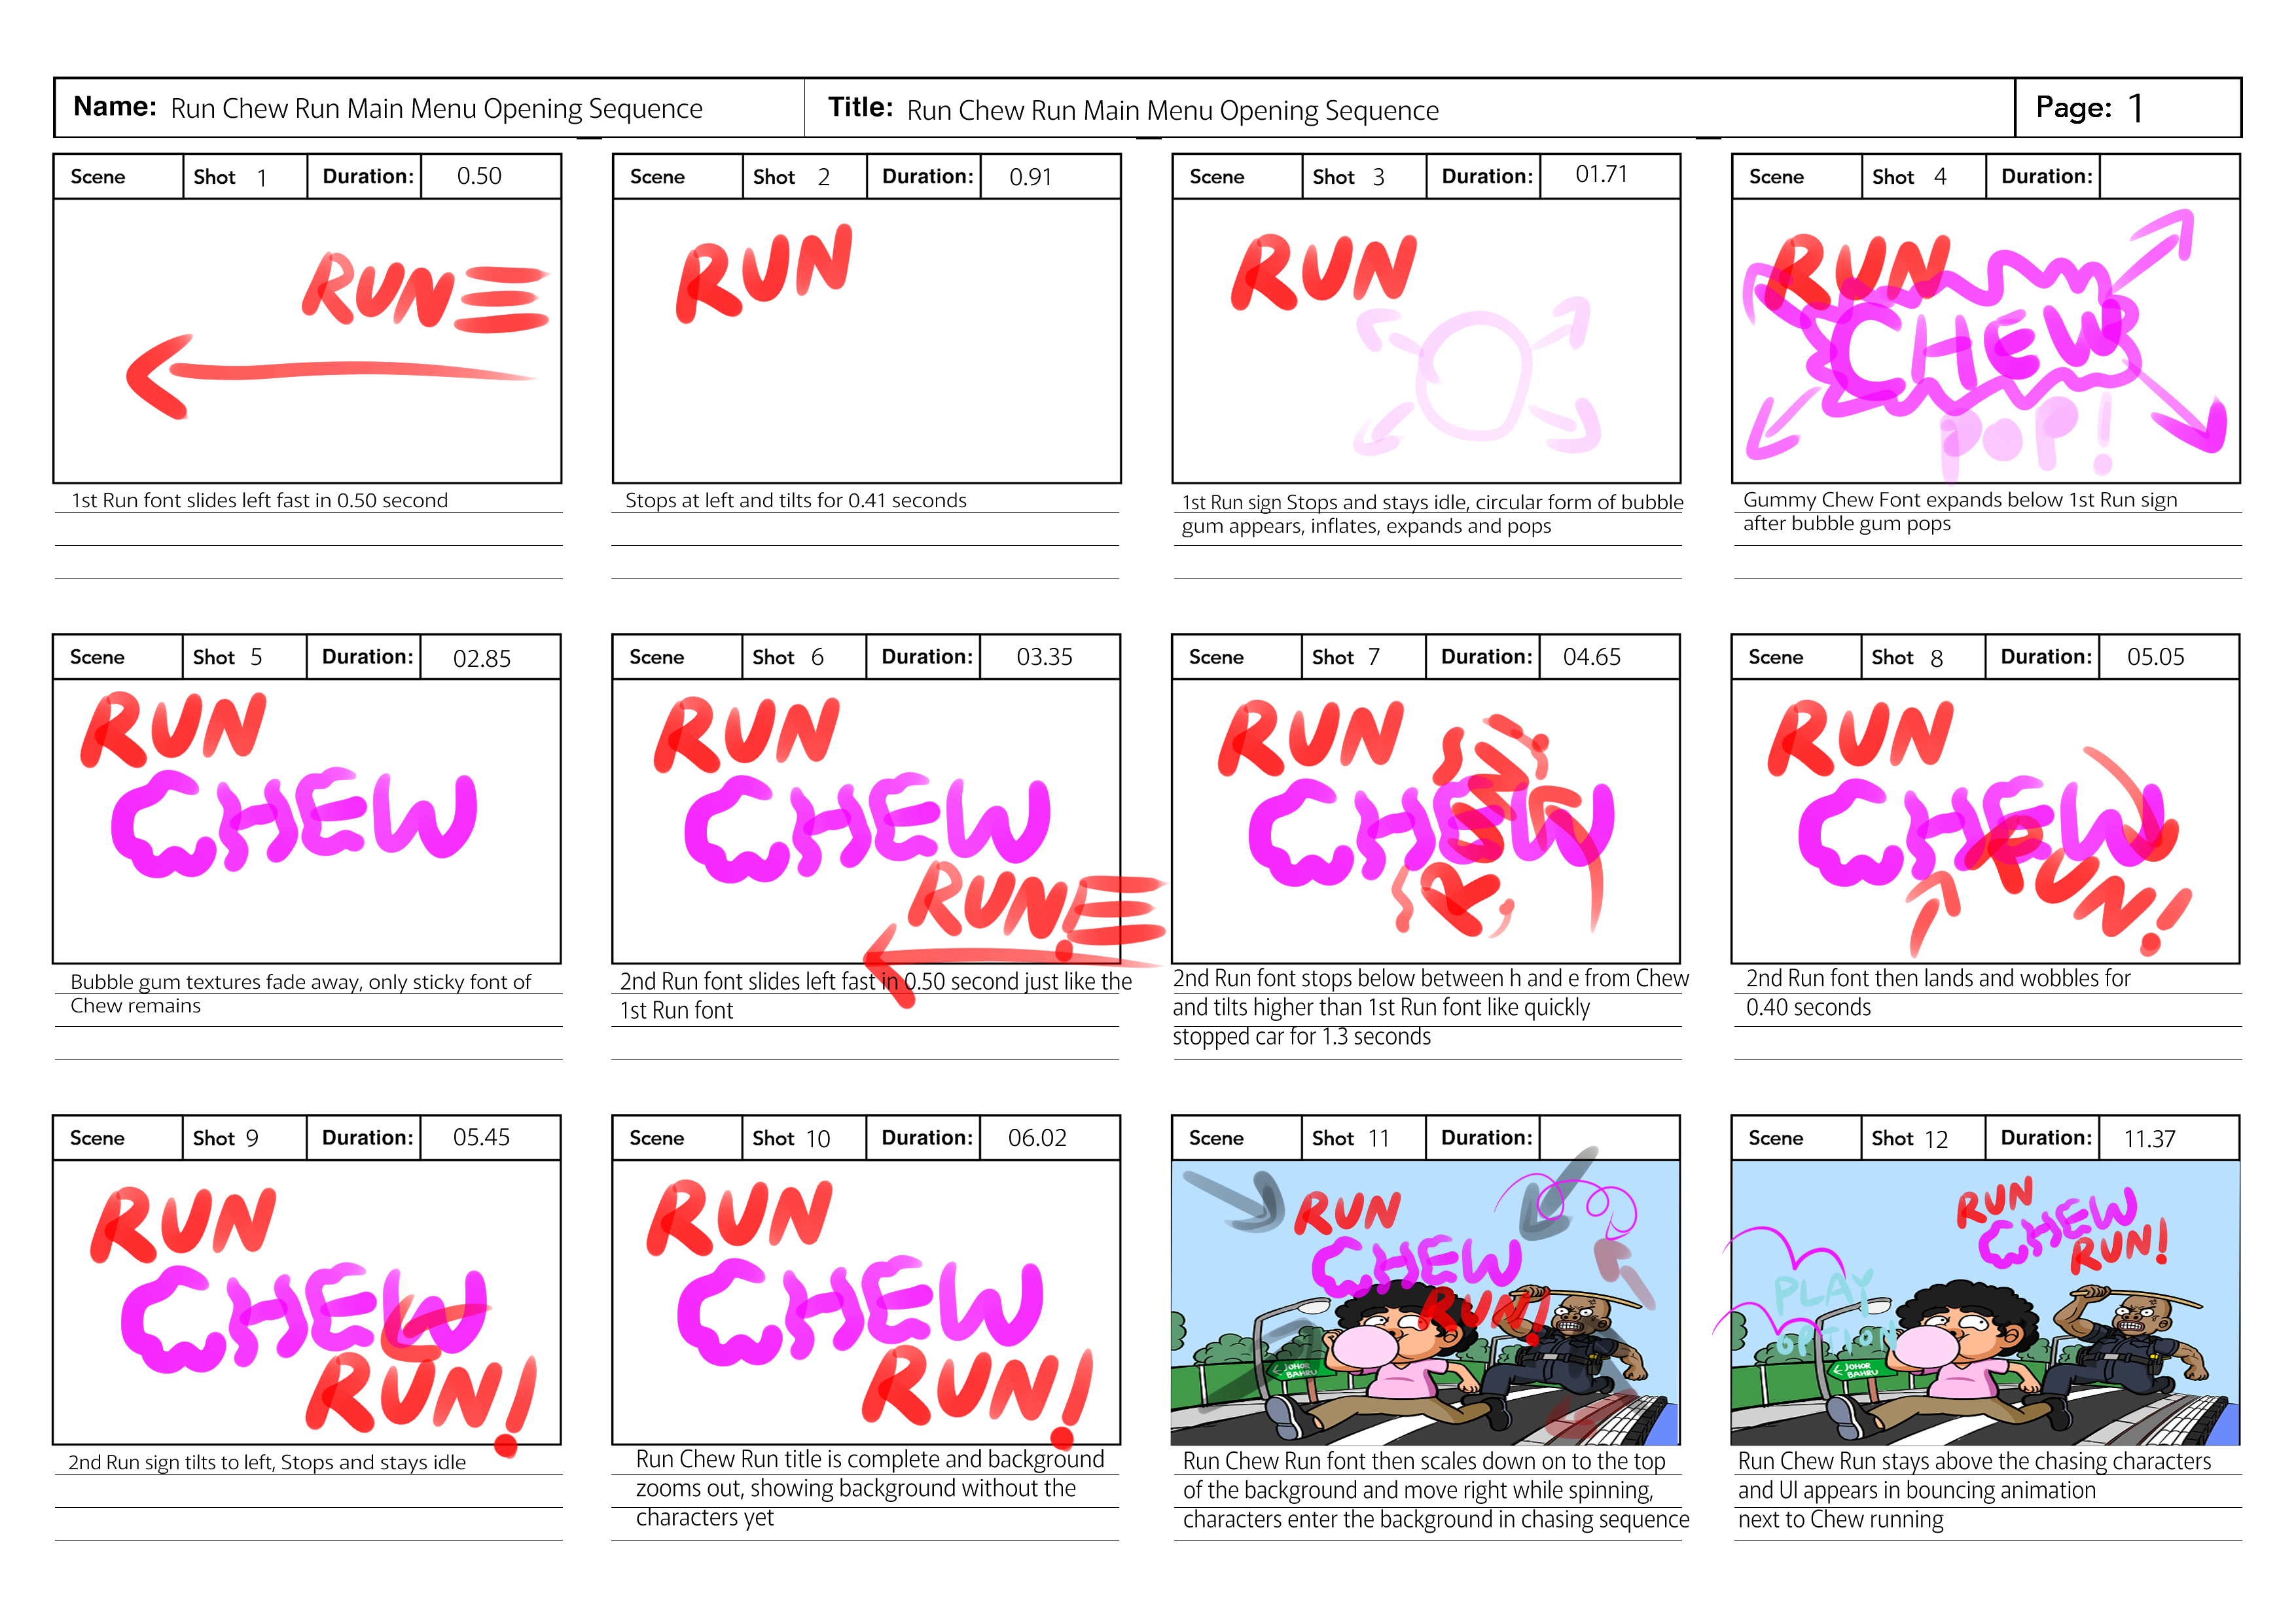 Name: Run Chew Run Main Menu Opening Sequence
Title: Run Chew Run Main Menu Opening Sequence
Page: 1
Scene Shot 1 Duration: 0.50
RUN
1st Run font slides left fast in 0.50 second
Scene Shot 2 Duration: 0.91
RUN
Stops at left and tilts for 0.41 seconds
Scene Shot 3 Duration: 01.71
RUN
1st Run sign Stops and stays idle, circular form of bubble
gum appears, inflates, expands and pops
Scene Shot 4 Duration:
RUN
CHEW
POP!
Gummy Chew Font expands below 1st Run sign
after bubble gum pops
Scene Shot 5 Duration: 02.85
RUN
CHEW
Bubble gum textures fade away, only sticky font of
Chew remains
Scene Shot 6 Duration: 03.35
RUN
CHEW
RUN!
2nd Run font slides left fast in 0.50 second just like the
1st Run font
Scene Shot 7 Duration: 04.65
RUN
CHEW
RUN!
2nd Run font stops below between h and e from Chew
and tilts higher than 1st Run font like quickly
stopped car for 1.3 seconds
Scene Shot 8 Duration: 05.05
RUN
CHEW
RUN!
2nd Run font then lands and wobbles for
0.40 seconds
Scene Shot 9 Duration: 05.45
RUN
CHEW
RUN!
2nd Run sign tilts to left, Stops and stays idle
Scene Shot 10 Duration: 06.02
RUN
CHEW
RUN!
Run Chew Run title is complete and background
zooms out, showing background without the
characters yet
Scene Shot 11 Duration:
RUN
CHEW
RUN!
JOHOR
BAHRU
Run Chew Run font then scales down on to the top
of the background and move right while spinning,
characters enter the background in chasing sequence
Scene Shot 12 Duration: 11.37
RUN
CHEW
RUN!
PLAY
OPTION
JOHOR
BAHRU
Run Chew Run stays above the chasing characters
and UI appears in bouncing animation
next to Chew running